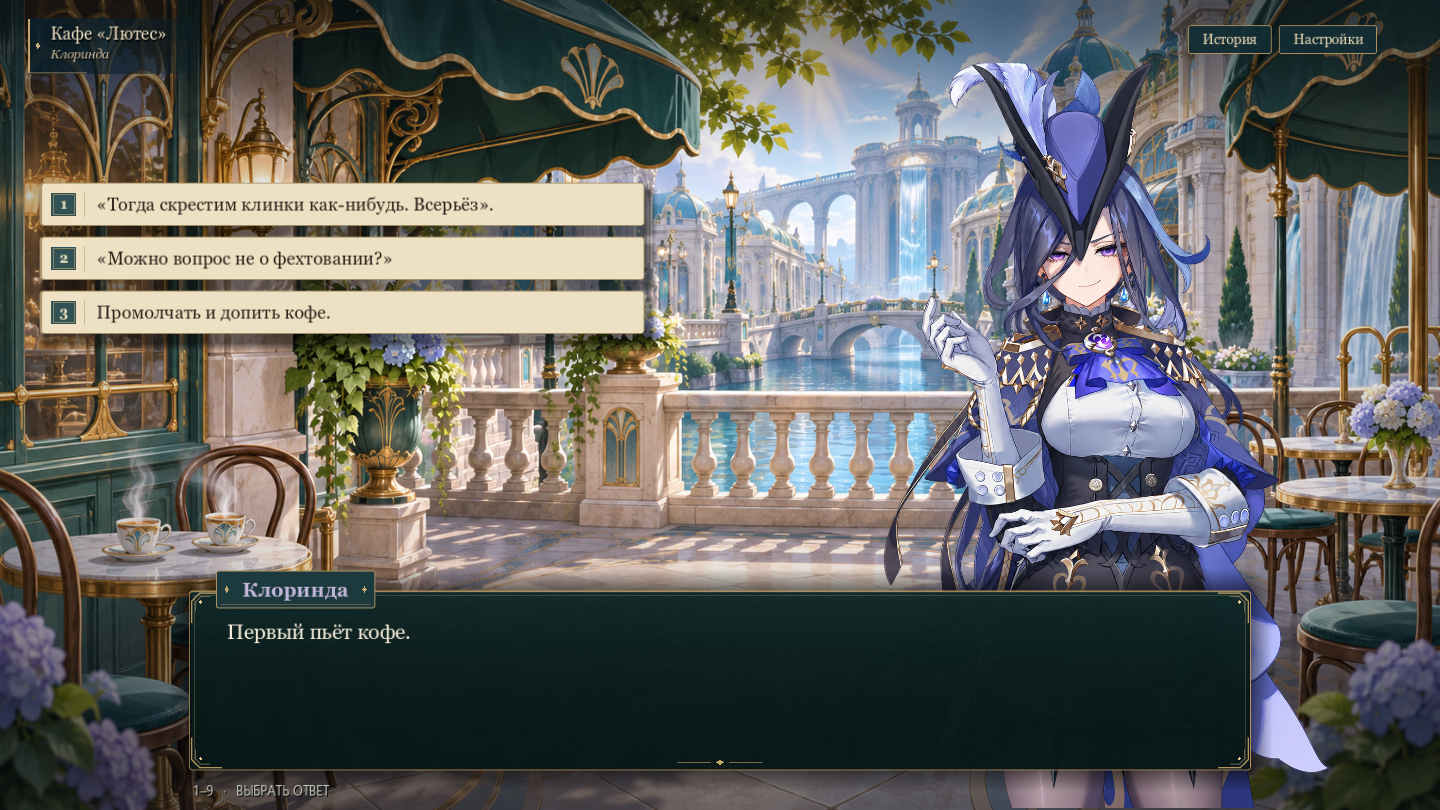 Кафе «Лютес»
Клоринда
История
Настройки
1 «Тогда скрестим клинки как-нибудь. Всерьёз».
2 «Можно вопрос не о фехтовании?»
3 Промолчать и допить кофе.
Клоринда
Первый пьёт кофе.
1–9 · ВЫБРАТЬ ОТВЕТ